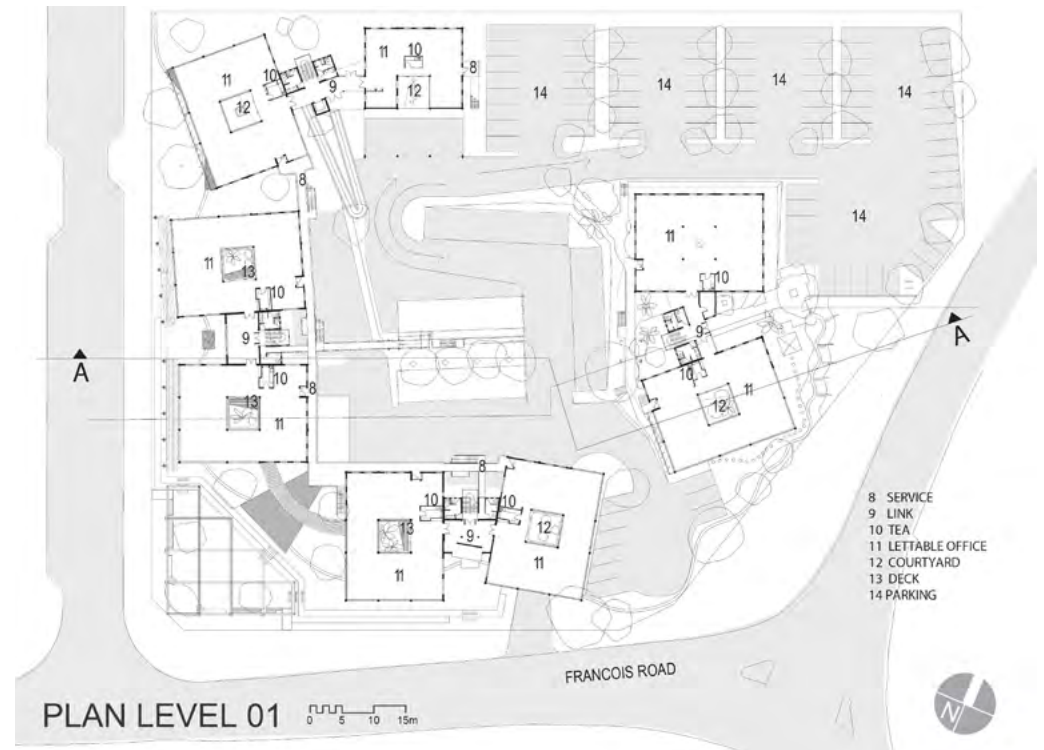 11 10 8
11 10 9 12 14 14 14 14
12
8
11 14
11 13 10
10
9 9
A A
10 10 11
13 8 12
11
8
10 10
13 12
9
11 11
8 SERVICE
9 LINK
10 TEA
11 LETTABLE OFFICE
12 COURTYARD
13 DECK
14 PARKING
FRANCOIS ROAD
PLAN LEVEL 01
0 5 10 15m
N